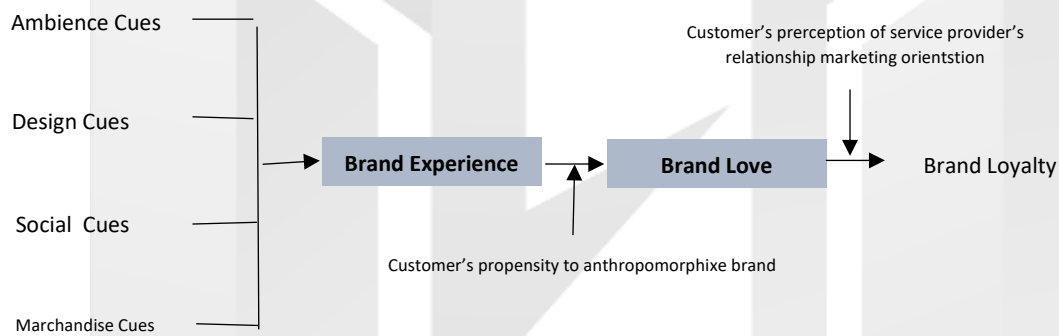 Ambience Cues
Customer's prerception of service provider's
relationship marketing orientstion
Design Cues
Brand Experience
Brand Love
Brand Loyalty
Social Cues
Customer's propensity to anthropomorphixe brand
Marchandise Cues